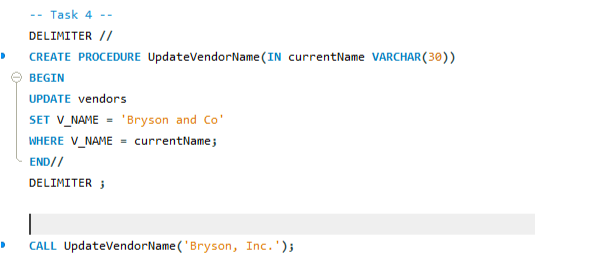 -- Task 4 --
DELIMITER //
CREATE PROCEDURE UpdateVendorName(IN currentName VARCHAR(30))
BEGIN
UPDATE vendors
SET V_NAME = 'Bryson and Co'
WHERE V_NAME = currentName;
END//
DELIMITER ;
CALL UpdateVendorName('Bryson, Inc.');